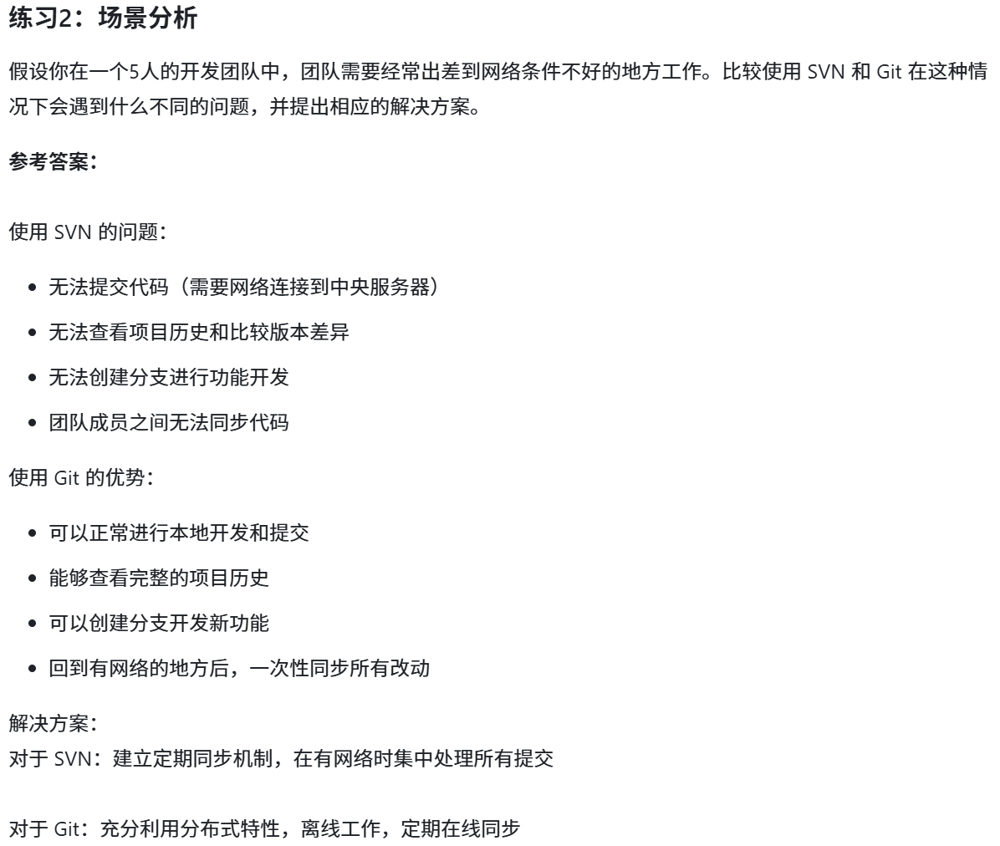 练习2：场景分析
假设你在一个5人的开发团队中，团队需要经常出差到网络条件不好的地方工作。比较使用 SVN 和 Git 在这种情
况下会遇到什么不同的问题，并提出相应的解决方案。
参考答案：
使用 SVN 的问题：
• 无法提交代码（需要网络连接到中央服务器）
• 无法查看项目历史和比较版本差异
• 无法创建分支进行功能开发
• 团队成员之间无法同步代码
使用 Git 的优势：
• 可以正常进行本地开发和提交
• 能够查看完整的项目历史
• 可以创建分支开发新功能
• 回到有网络的地方后，一次性同步所有改动
解决方案：
对于 SVN：建立定期同步机制，在有网络时集中处理所有提交
对于 Git：充分利用分布式特性，离线工作，定期在线同步